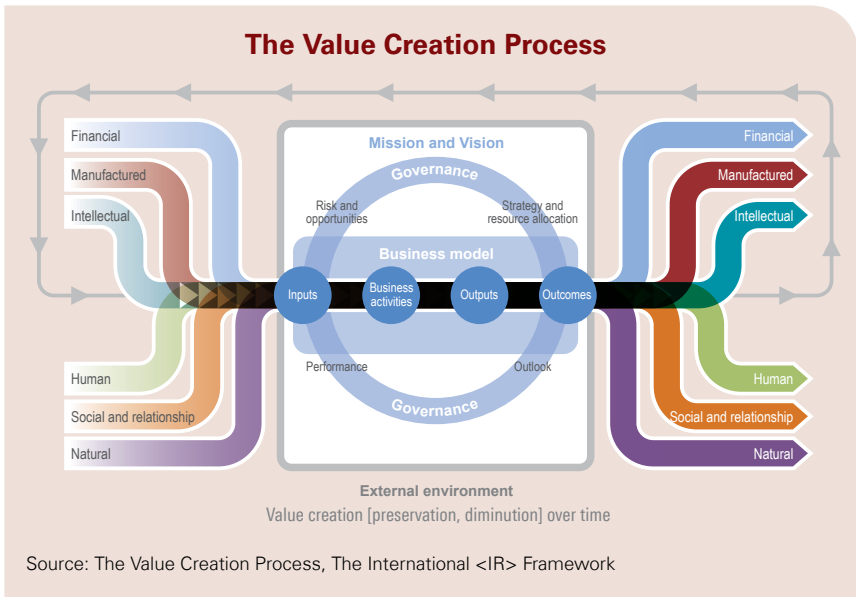 The Value Creation Process
Financial
Manufactured
Intellectual
Human
Social and relationship
Natural
Mission and Vision
Governance
Risk and
opportunities
Strategy and
resource allocation
Business model
Inputs
Business
activities
Outputs
Outcomes
Performance
Outlook
Governance
Financial
Manufactured
Intellectual
Human
Social and relationship
Natural
External environment
Value creation [preservation, diminution] over time
Source: The Value Creation Process, The International <IR> Framework